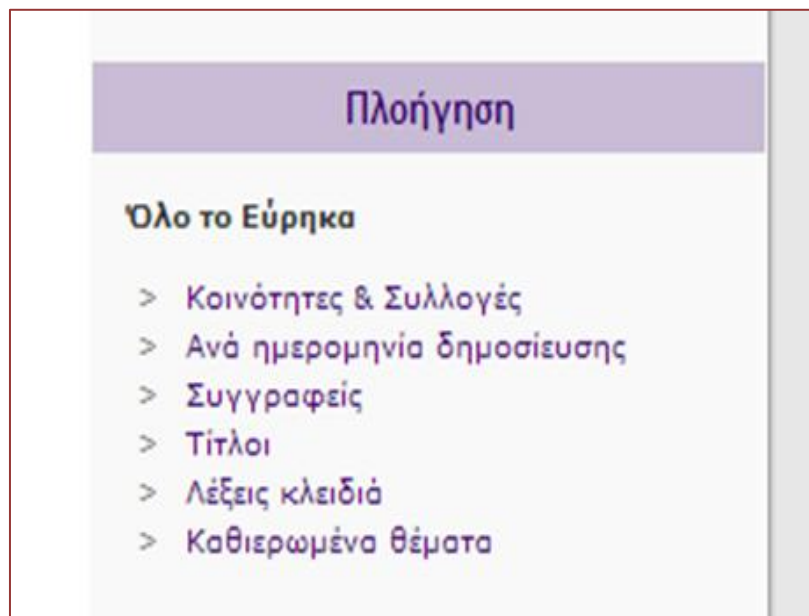 Πλοήγηση
Όλο το Εύρηκα
> Κοινότητες & Συλλογές
> Ανά ημερομηνία δημοσίευσης
> Συγγραφείς
> Τίτλοι
> Λέξεις κλειδιά
> Καθιερωμένα θέματα